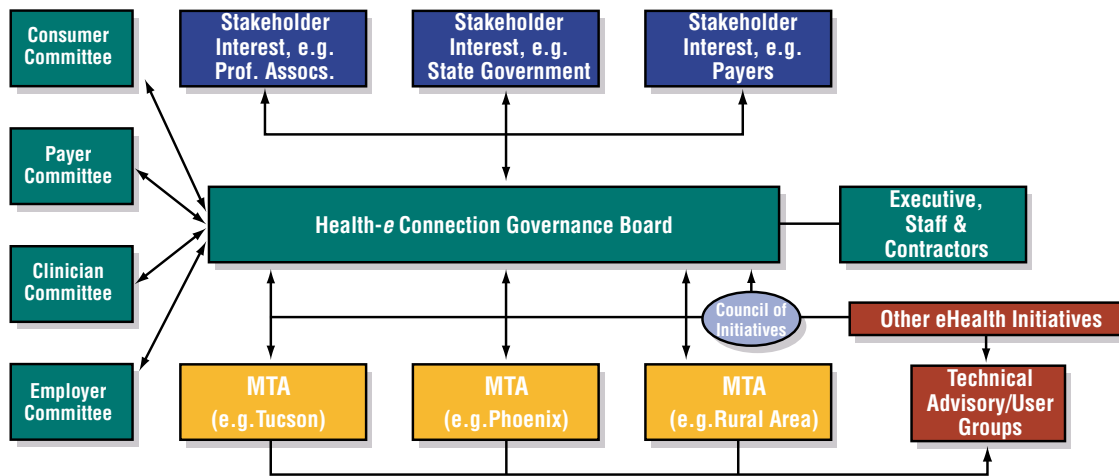 Consumer
Committee
Stakeholder
Interest, e.g.
Prof. Assocs.
Stakeholder
Interest, e.g.
State Government
Stakeholder
Interest, e.g.
Payers
Payer
Committee
Health-e Connection Governance Board
Executive,
Staff &
Contractors
Clinician
Committee
Council of
Initiatives
Other eHealth Initiatives
Employer
Committee
MTA
(e.g.Tucson)
MTA
(e.g.Phoenix)
MTA
(e.g.Rural Area)
Technical
Advisory/User
Groups